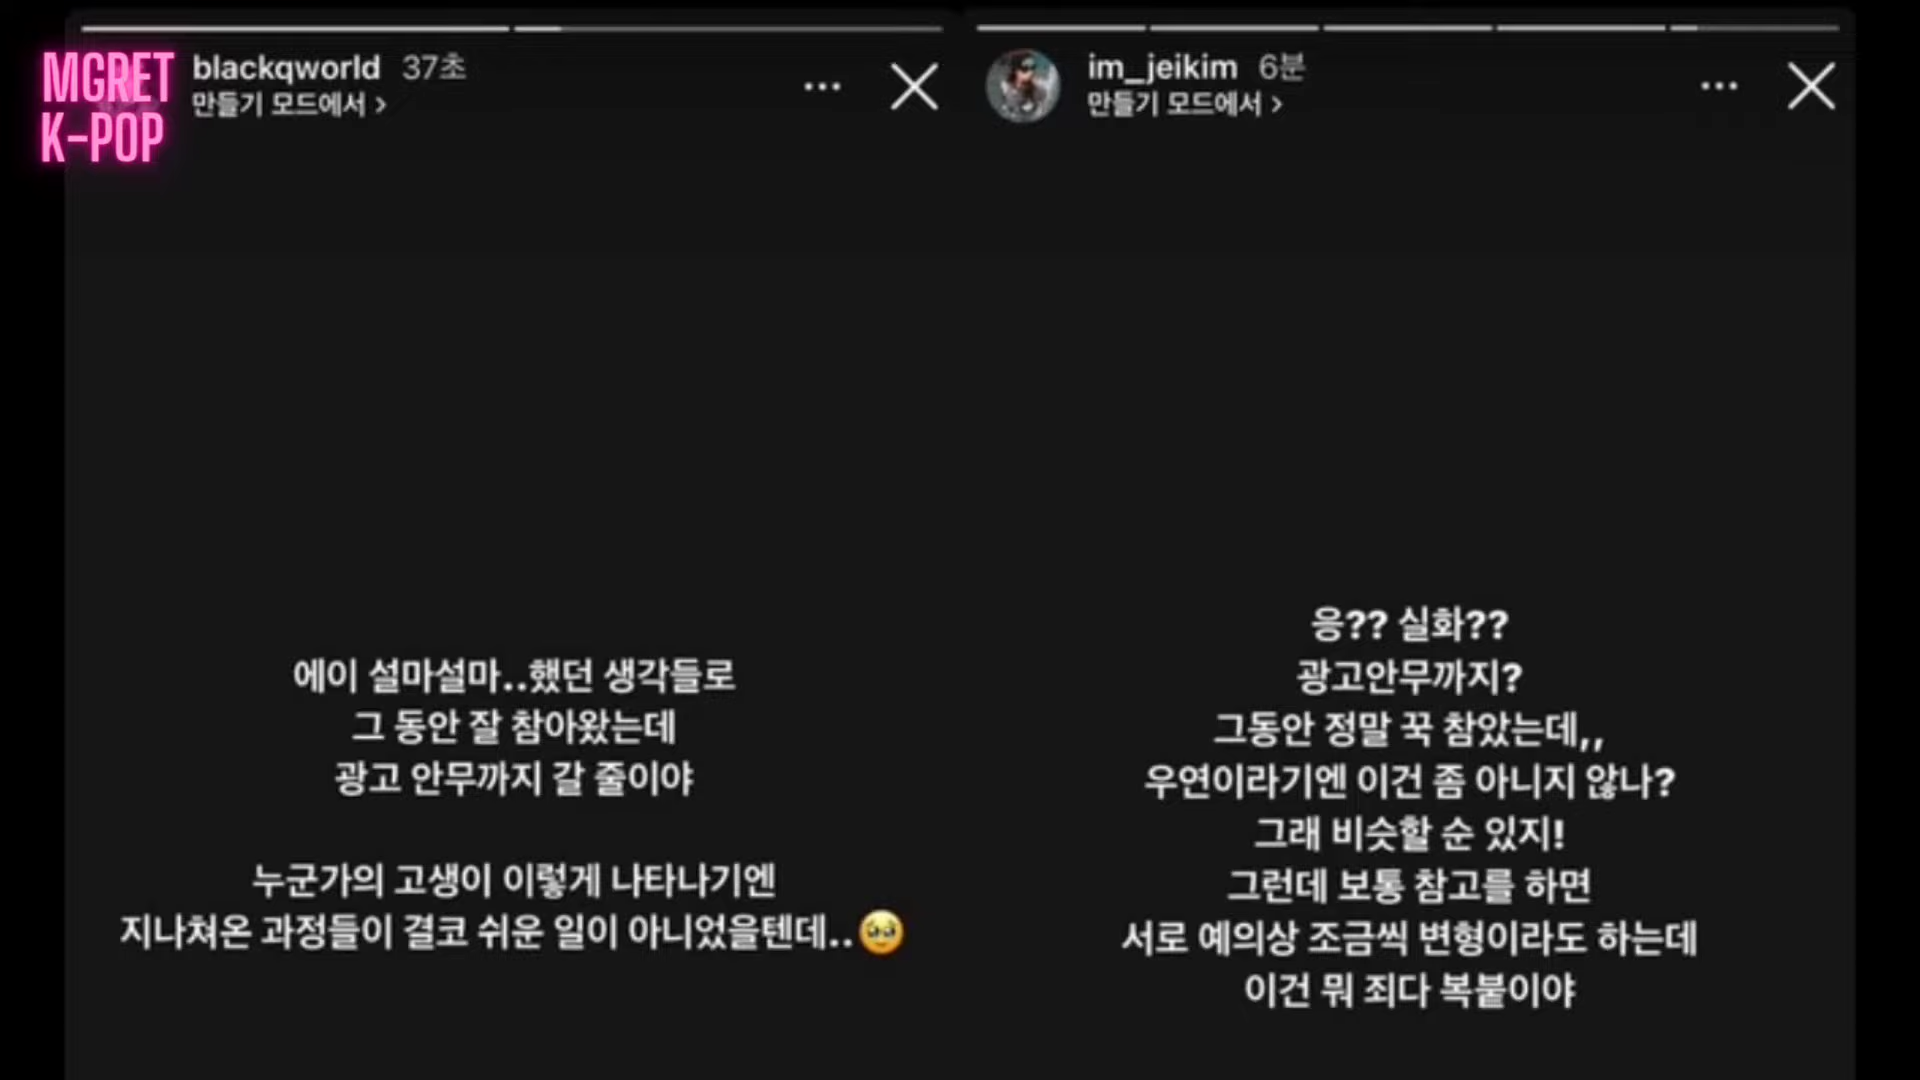 MGRET
K-POP
blackqworld 37초
만들기 모드에서 >
에이 설마설마..했던 생각들로
그 동안 잘 참아왔는데
광고 안무까지 갈 줄이야
누군가의 고생이 이렇게 나타나기엔
지나쳐온 과정들이 결코 쉬운 일이 아니었을텐데..🥹
im_jeikim 6분
만들기 모드에서 >
응?? 실화??
광고안무까지?
그동안 정말 꾹 참았는데,,
우연이라기엔 이건 좀 아니지 않나?
그래 비슷할 순 있지!
그런데 보통 참고를 하면
서로 예의상 조금씩 변형이라도 하는데
이건 뭐 죄다 복붙이야